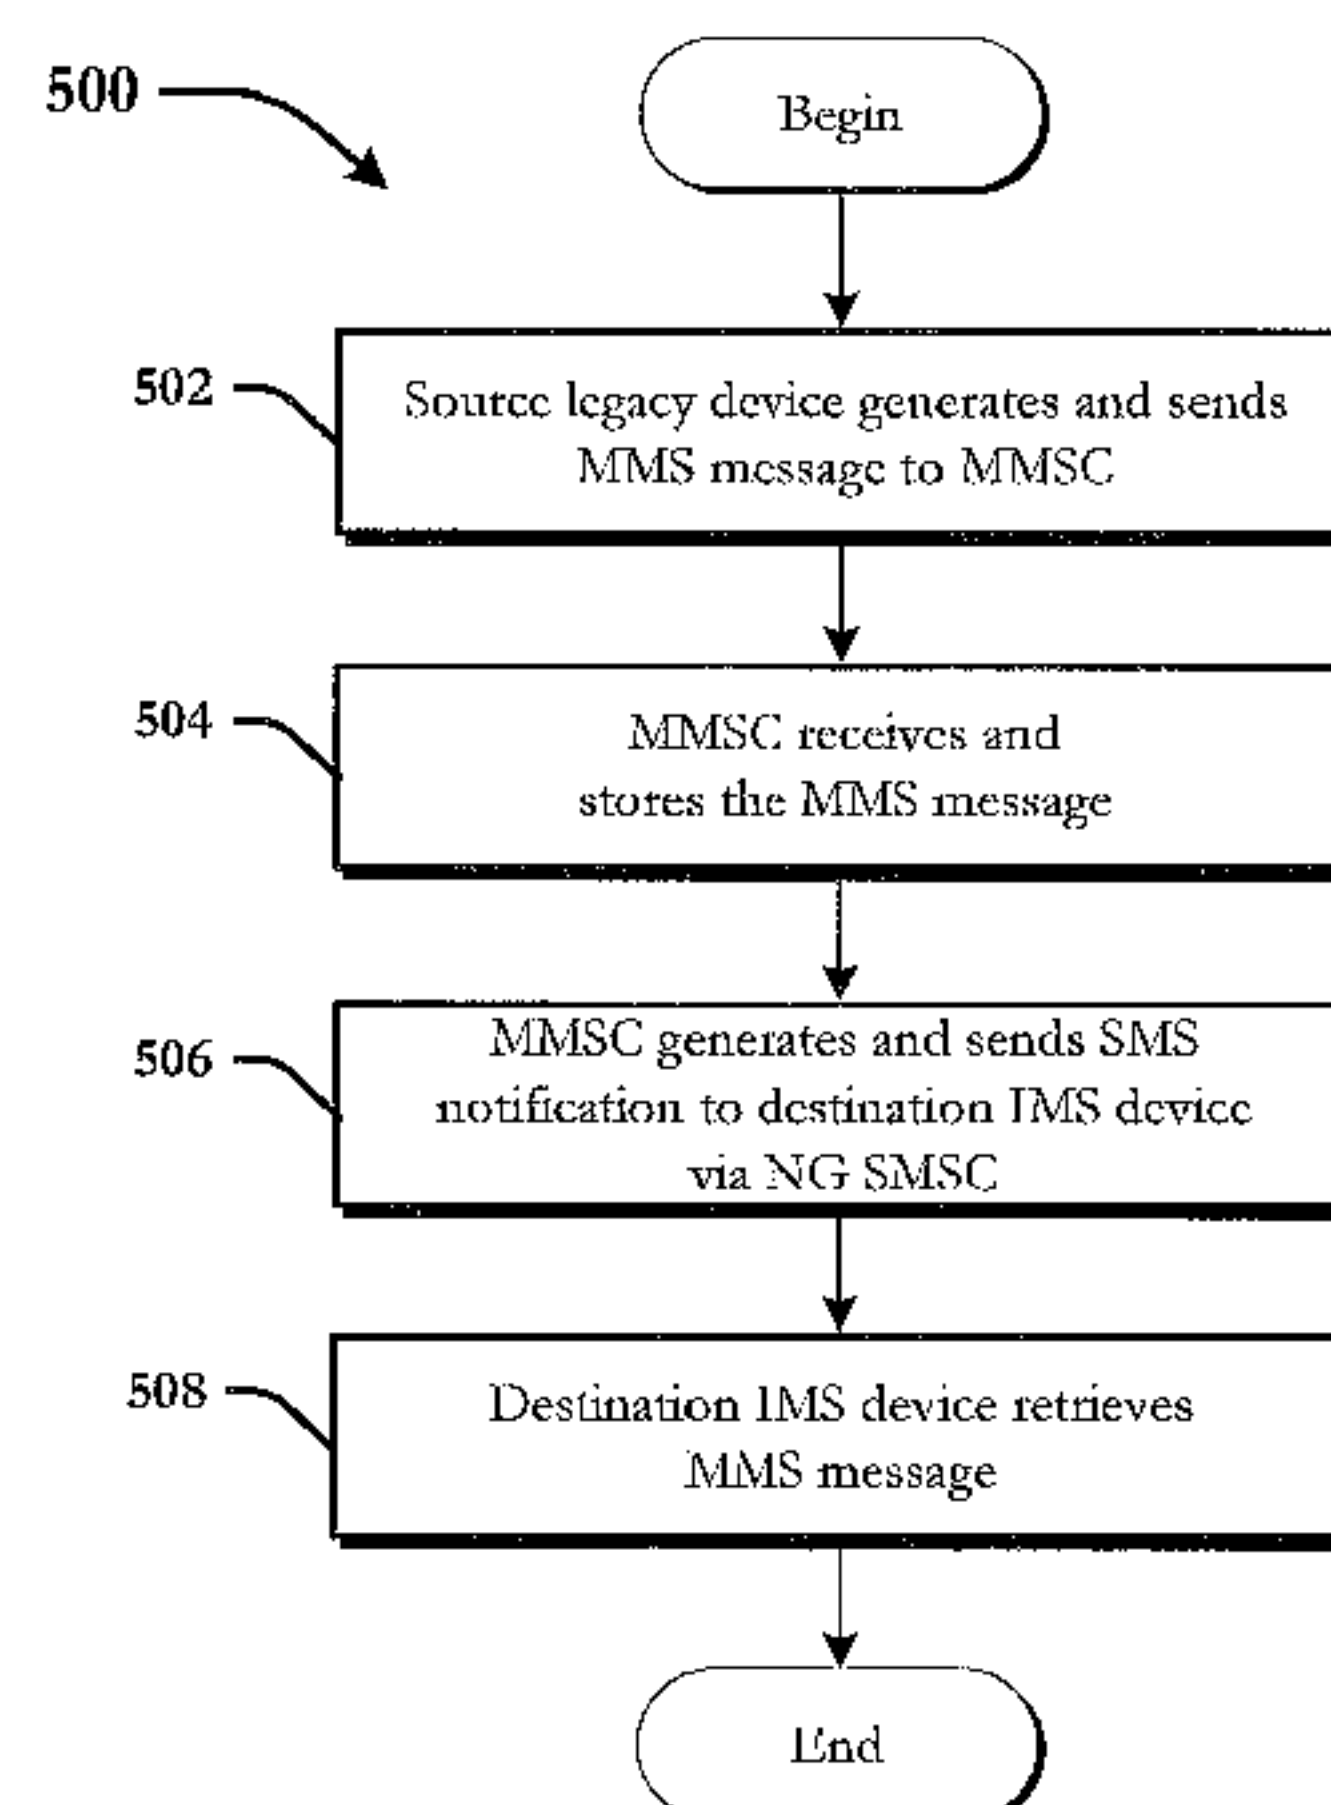 500
Begin
502
Source legacy device generates and sends
MMS message to MMSC
504
MMSC receives and
stores the MMS message
506
MMSC generates and sends SMS
notification to destination IMS device
via NG SMSC
508
Destination IMS device retrieves
MMS message
End